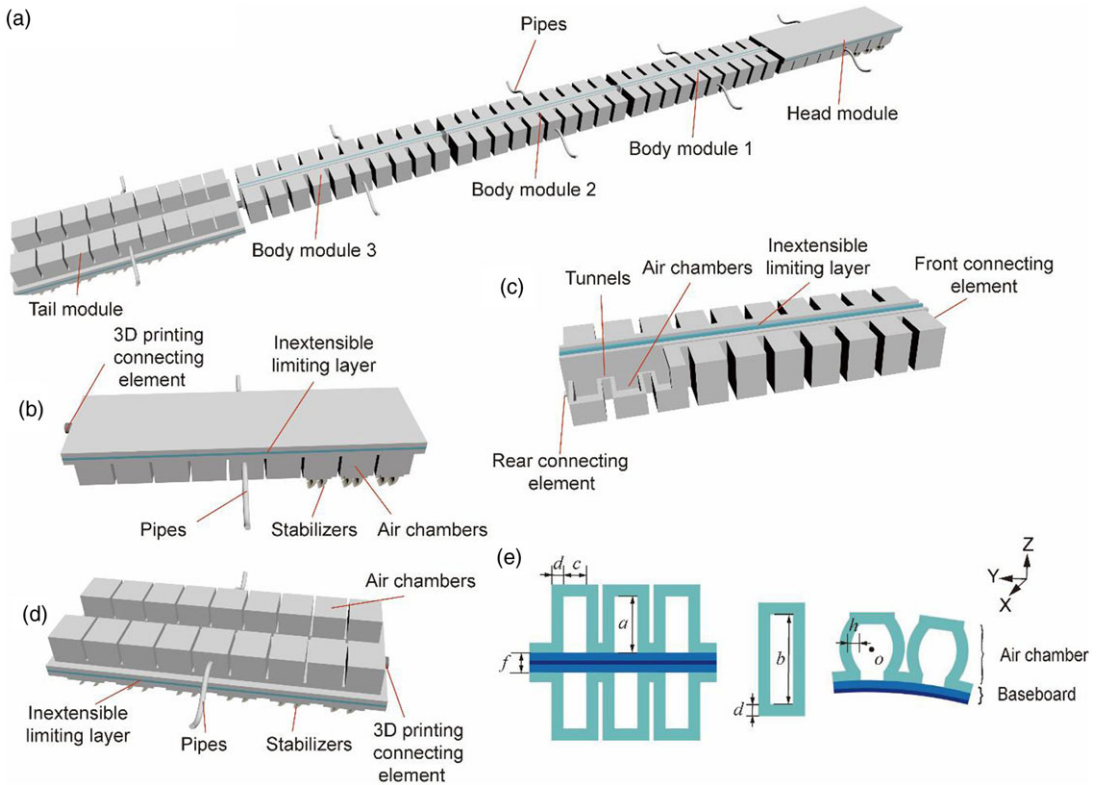 (a)
Pipes
Head module
Body module 1
Body module 2
Body module 3
Tail module
(b)
3D printing
connecting
element
Inextensible
limiting layer
Pipes
Stabilizers
Air chambers
(c)
Tunnels
Air chambers
Inextensible
limiting layer
Front connecting
element
Rear connecting
element
(d)
Air chambers
Inextensible
limiting layer
Pipes
Stabilizers
3D printing
connecting
element
(e)
d
c
a
f
b
d
h
o
Z
Y
X
Air chamber
Baseboard